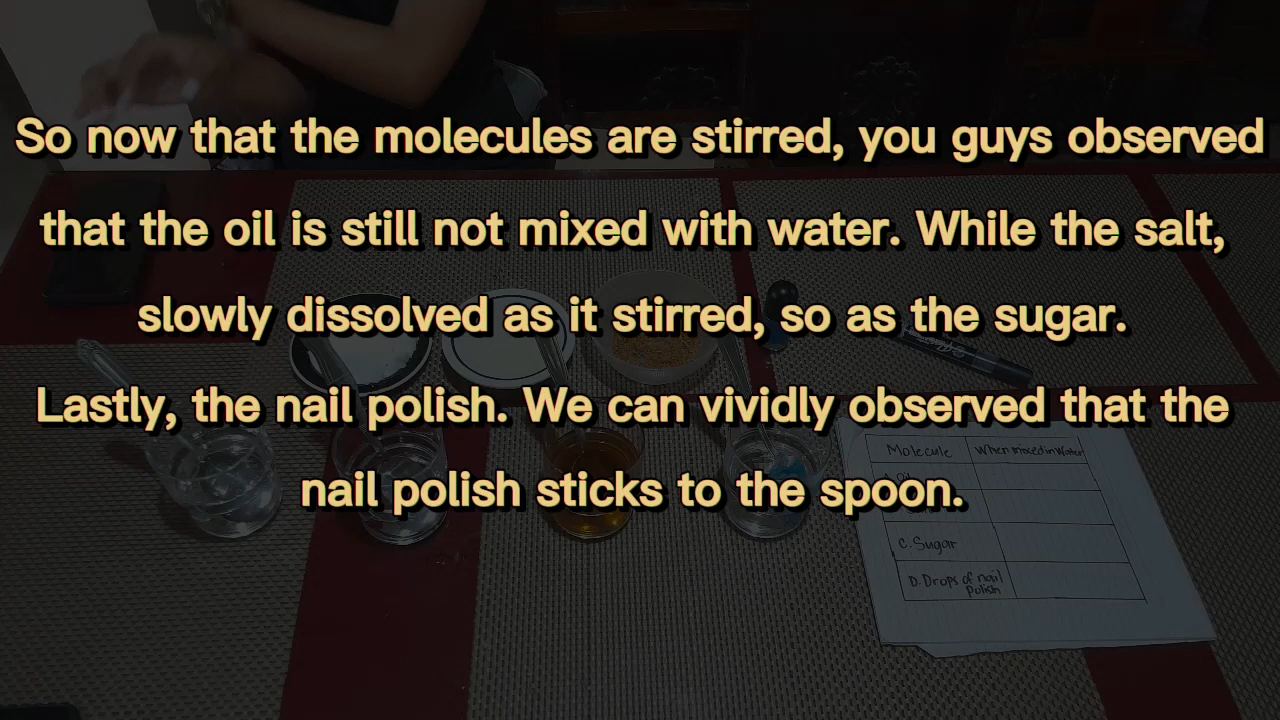 So now that the molecules are stirred, you guys observed
that the oil is still not mixed with water. While the salt,
slowly dissolved as it stirred, so as the sugar.
Lastly, the nail polish. We can vividly observed that the
nail polish sticks to the spoon.
Molecule When mixed in Water
Oil
C. Sugar
D. Drops of nail
Polish